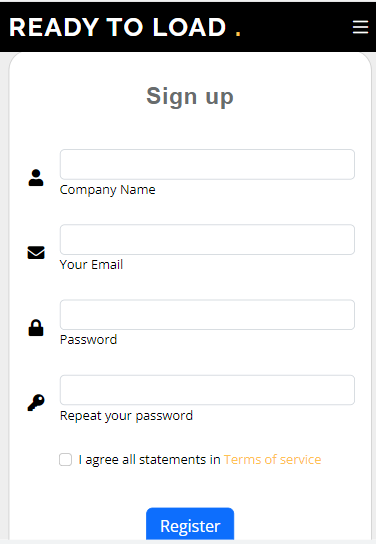 READY TO LOAD .
Sign up
Company Name
Your Email
Password
Repeat your password
I agree all statements in Terms of service
Register